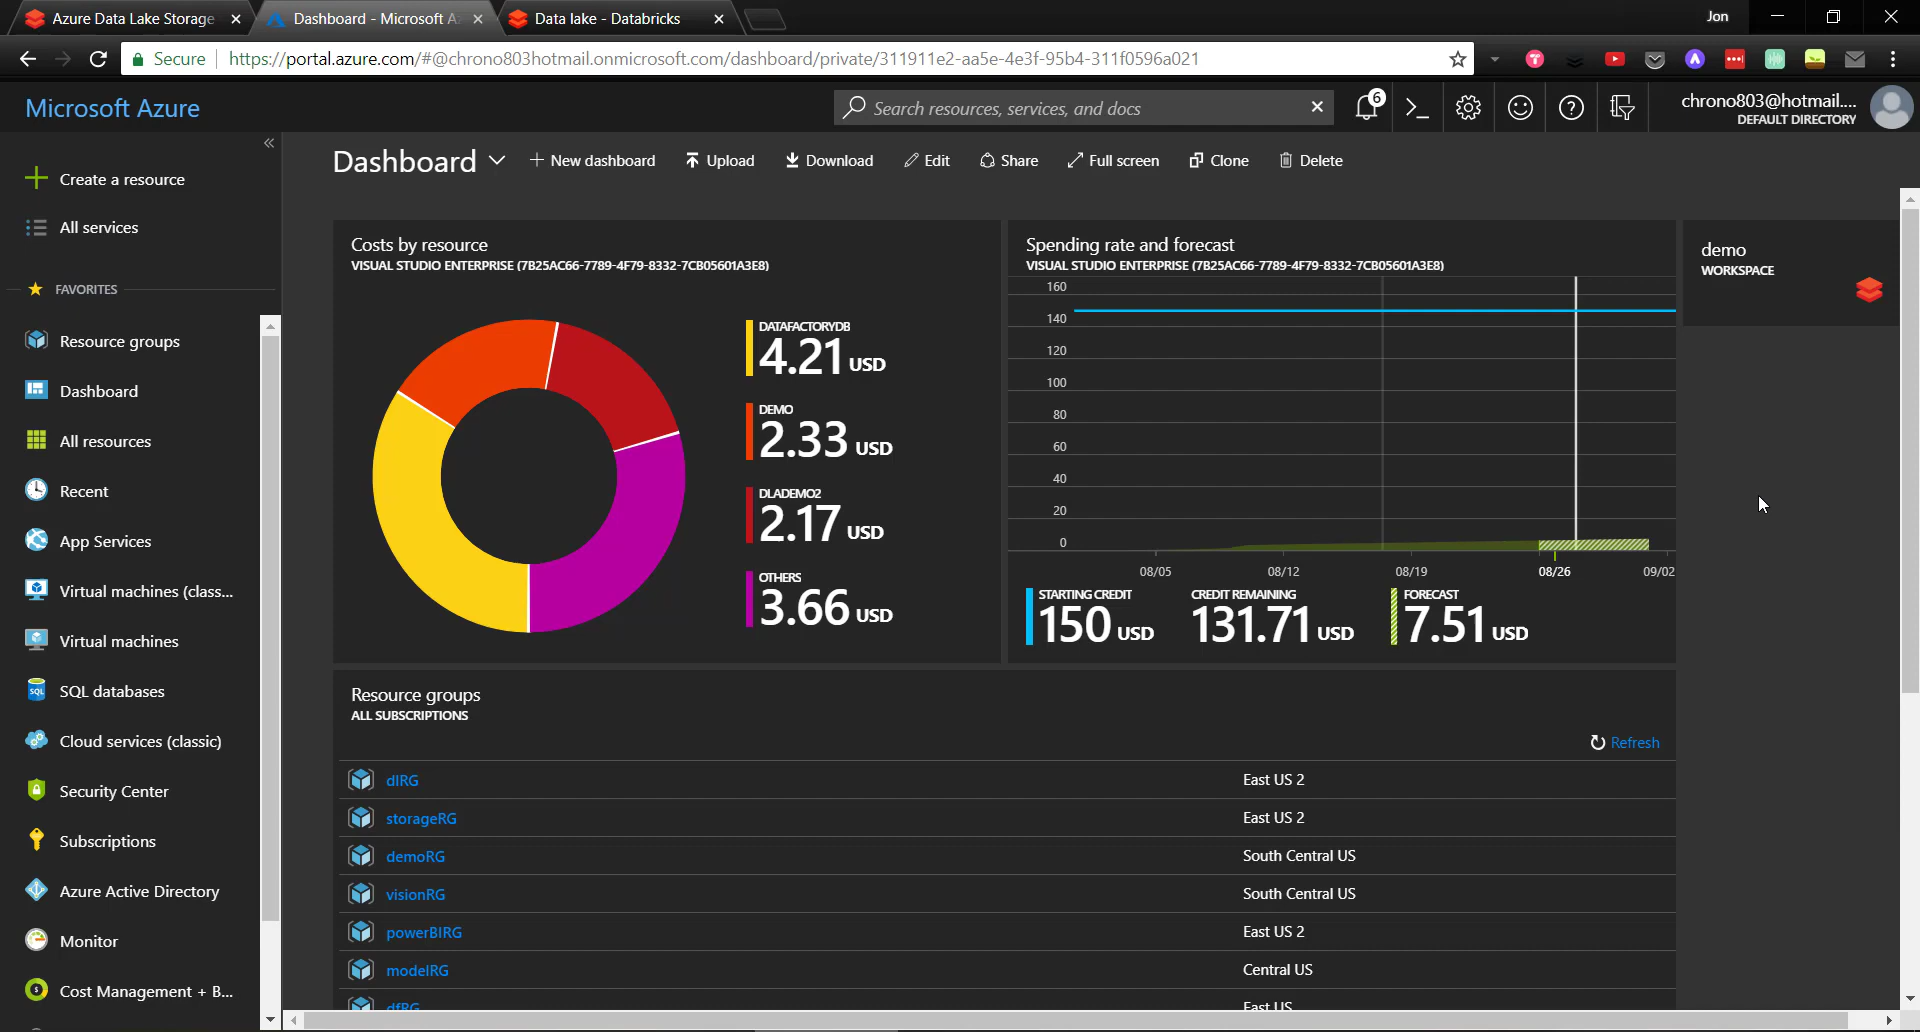 Azure Data Lake Storage
Dashboard - Microsoft A
Data lake - Databricks
Jon
Secure
https://portal.azure.com/#@chrono803hotmail.onmicrosoft.com/dashboard/private/311911e2-aa5e-4e3f-95b4-311f0596a021
Microsoft Azure
Search resources, services, and docs
6
chrono803@hotmail....
DEFAULT DIRECTORY
Dashboard
New dashboard
Upload
Download
Edit
Share
Full screen
Clone
Delete
Create a resource
All services
FAVORITES
Resource groups
Dashboard
All resources
Recent
App Services
Virtual machines (class...
Virtual machines
SQL
SQL databases
Cloud services (classic)
Security Center
Subscriptions
Azure Active Directory
Monitor
Cost Management + B...
Costs by resource
VISUAL STUDIO ENTERPRISE (7B25AC66-7789-4F79-8332-7CB05601A3E8)
DATAFACTORYDB
4.21 USD
DEMO
2.33 USD
DLADEMO2
2.17 USD
OTHERS
3.66 USD
Spending rate and forecast
VISUAL STUDIO ENTERPRISE (7B25AC66-7789-4F79-8332-7CB05601A3E8)
160
140
120
100
80
60
40
20
0
08/05
08/12
08/19
08/26
09/02
STARTING CREDIT
150 USD
CREDIT REMAINING
131.71 USD
FORECAST
7.51 USD
demo
WORKSPACE
Resource groups
ALL SUBSCRIPTIONS
Refresh
dlRG
East US 2
storageRG
East US 2
demoRG
South Central US
visionRG
South Central US
powerBIRG
East US 2
modelRG
Central US
dfRG
East US